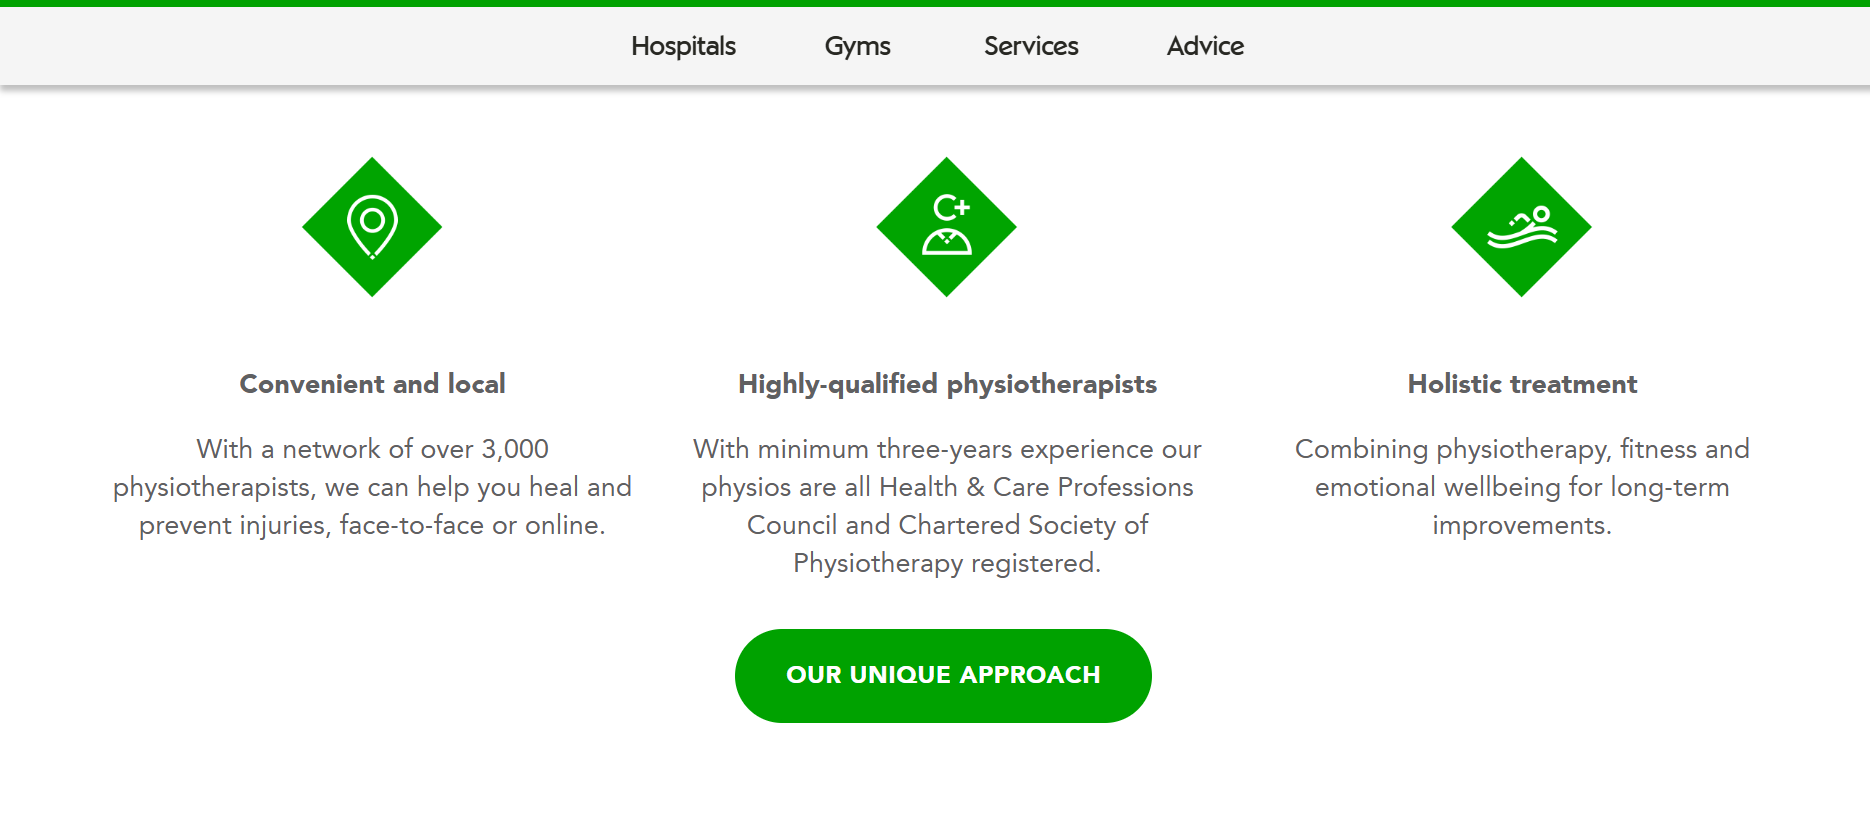 Hospitals Gyms Services Advice
Convenient and local
With a network of over 3,000
physiotherapists, we can help you heal and
prevent injuries, face-to-face or online.
C+
Highly-qualified physiotherapists
With minimum three-years experience our
physios are all Health & Care Professions
Council and Chartered Society of
Physiotherapy registered.
Holistic treatment
Combining physiotherapy, fitness and
emotional wellbeing for long-term
improvements.
OUR UNIQUE APPROACH